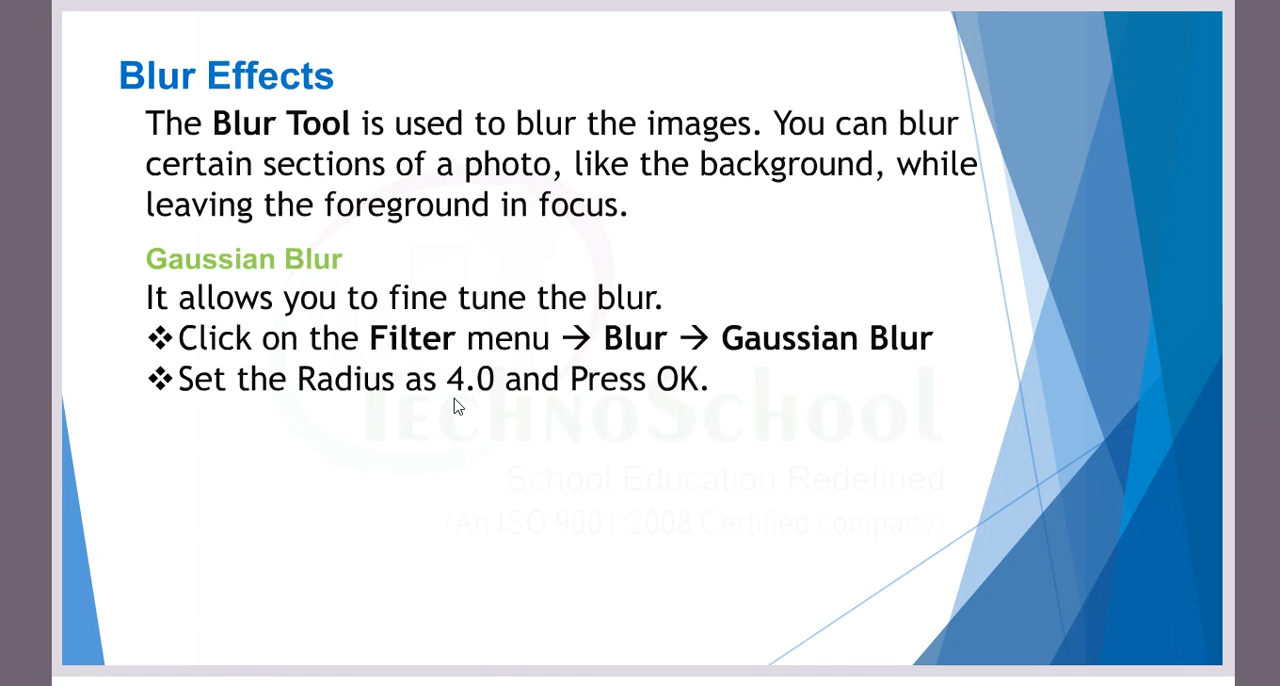 Blur Effects
The Blur Tool is used to blur the images. You can blur
certain sections of a photo, like the background, while
leaving the foreground in focus.
Gaussian Blur
It allows you to fine tune the blur.
❖Click on the Filter menu → Blur → Gaussian Blur
❖Set the Radius as 4.0 and Press OK.
TECHNOSchool
School Education Redefined
(An ISO 9001:2008 Certified company)